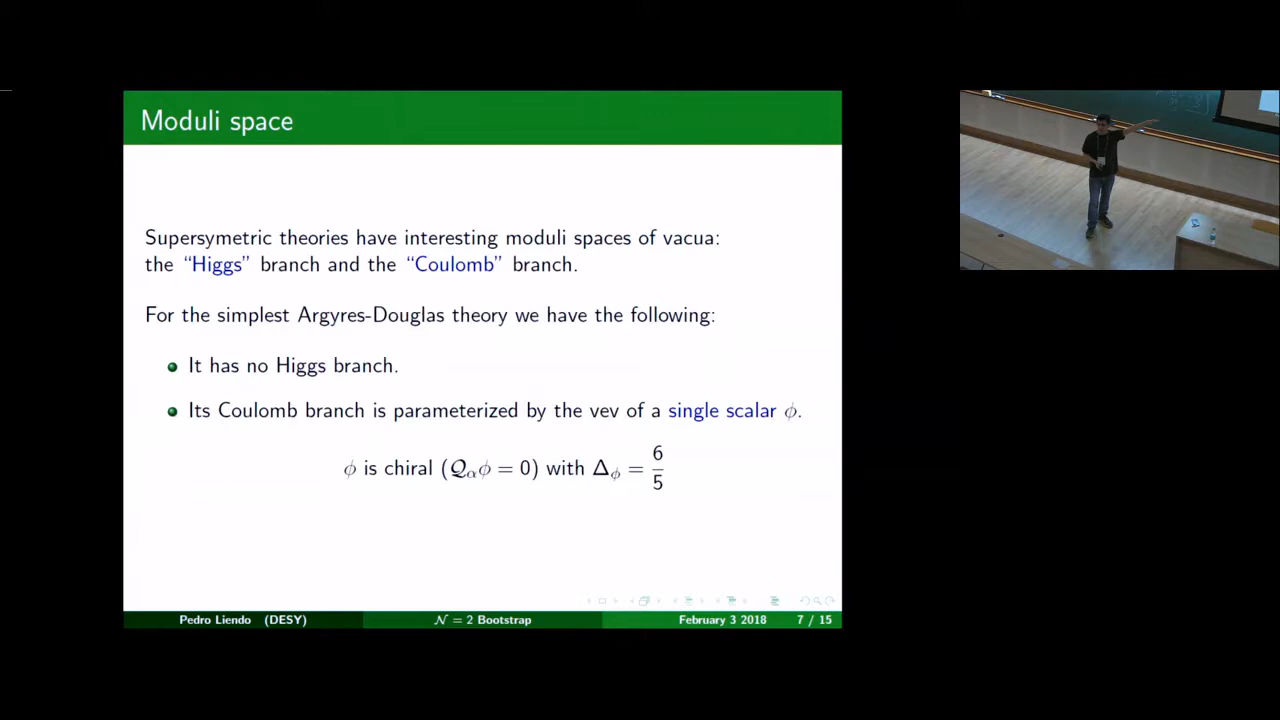 Moduli space
Supersymetric theories have interesting moduli spaces of vacua:
the “Higgs” branch and the “Coulomb” branch.
For the simplest Argyres-Douglas theory we have the following:
It has no Higgs branch.
Its Coulomb branch is parameterized by the vev of a single scalar ϕ.
ϕ is chiral (𝒬α ϕ = 0) with Δϕ = 6/5
Pedro Liendo (DESY) 𝒩 = 2 Bootstrap February 3 2018 7 / 15